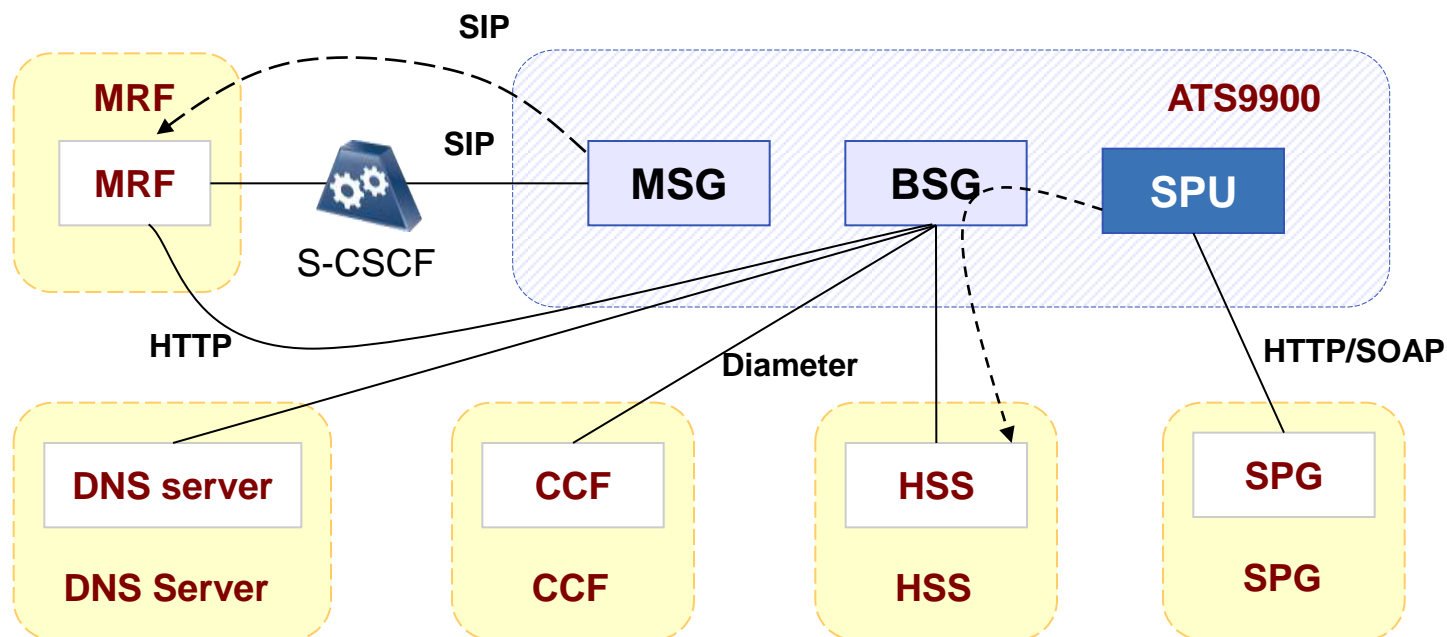 SIP
MRF
ATS9900
SIP
MRF
MSG
BSG
SPU
S-CSCF
HTTP
Diameter
HTTP/SOAP
DNS server
CCF
HSS
SPG
DNS Server
CCF
HSS
SPG